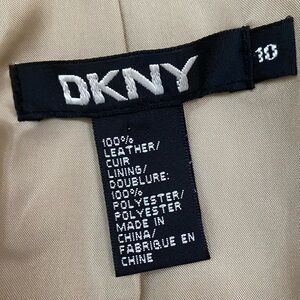 DKNY
10
100%
LEATHER/
CUIR
LINING/
DOUBLURE:
100%
POLYESTER/
POLYESTER
MADE IN
CHINA/
FABRIQUE EN
CHINE